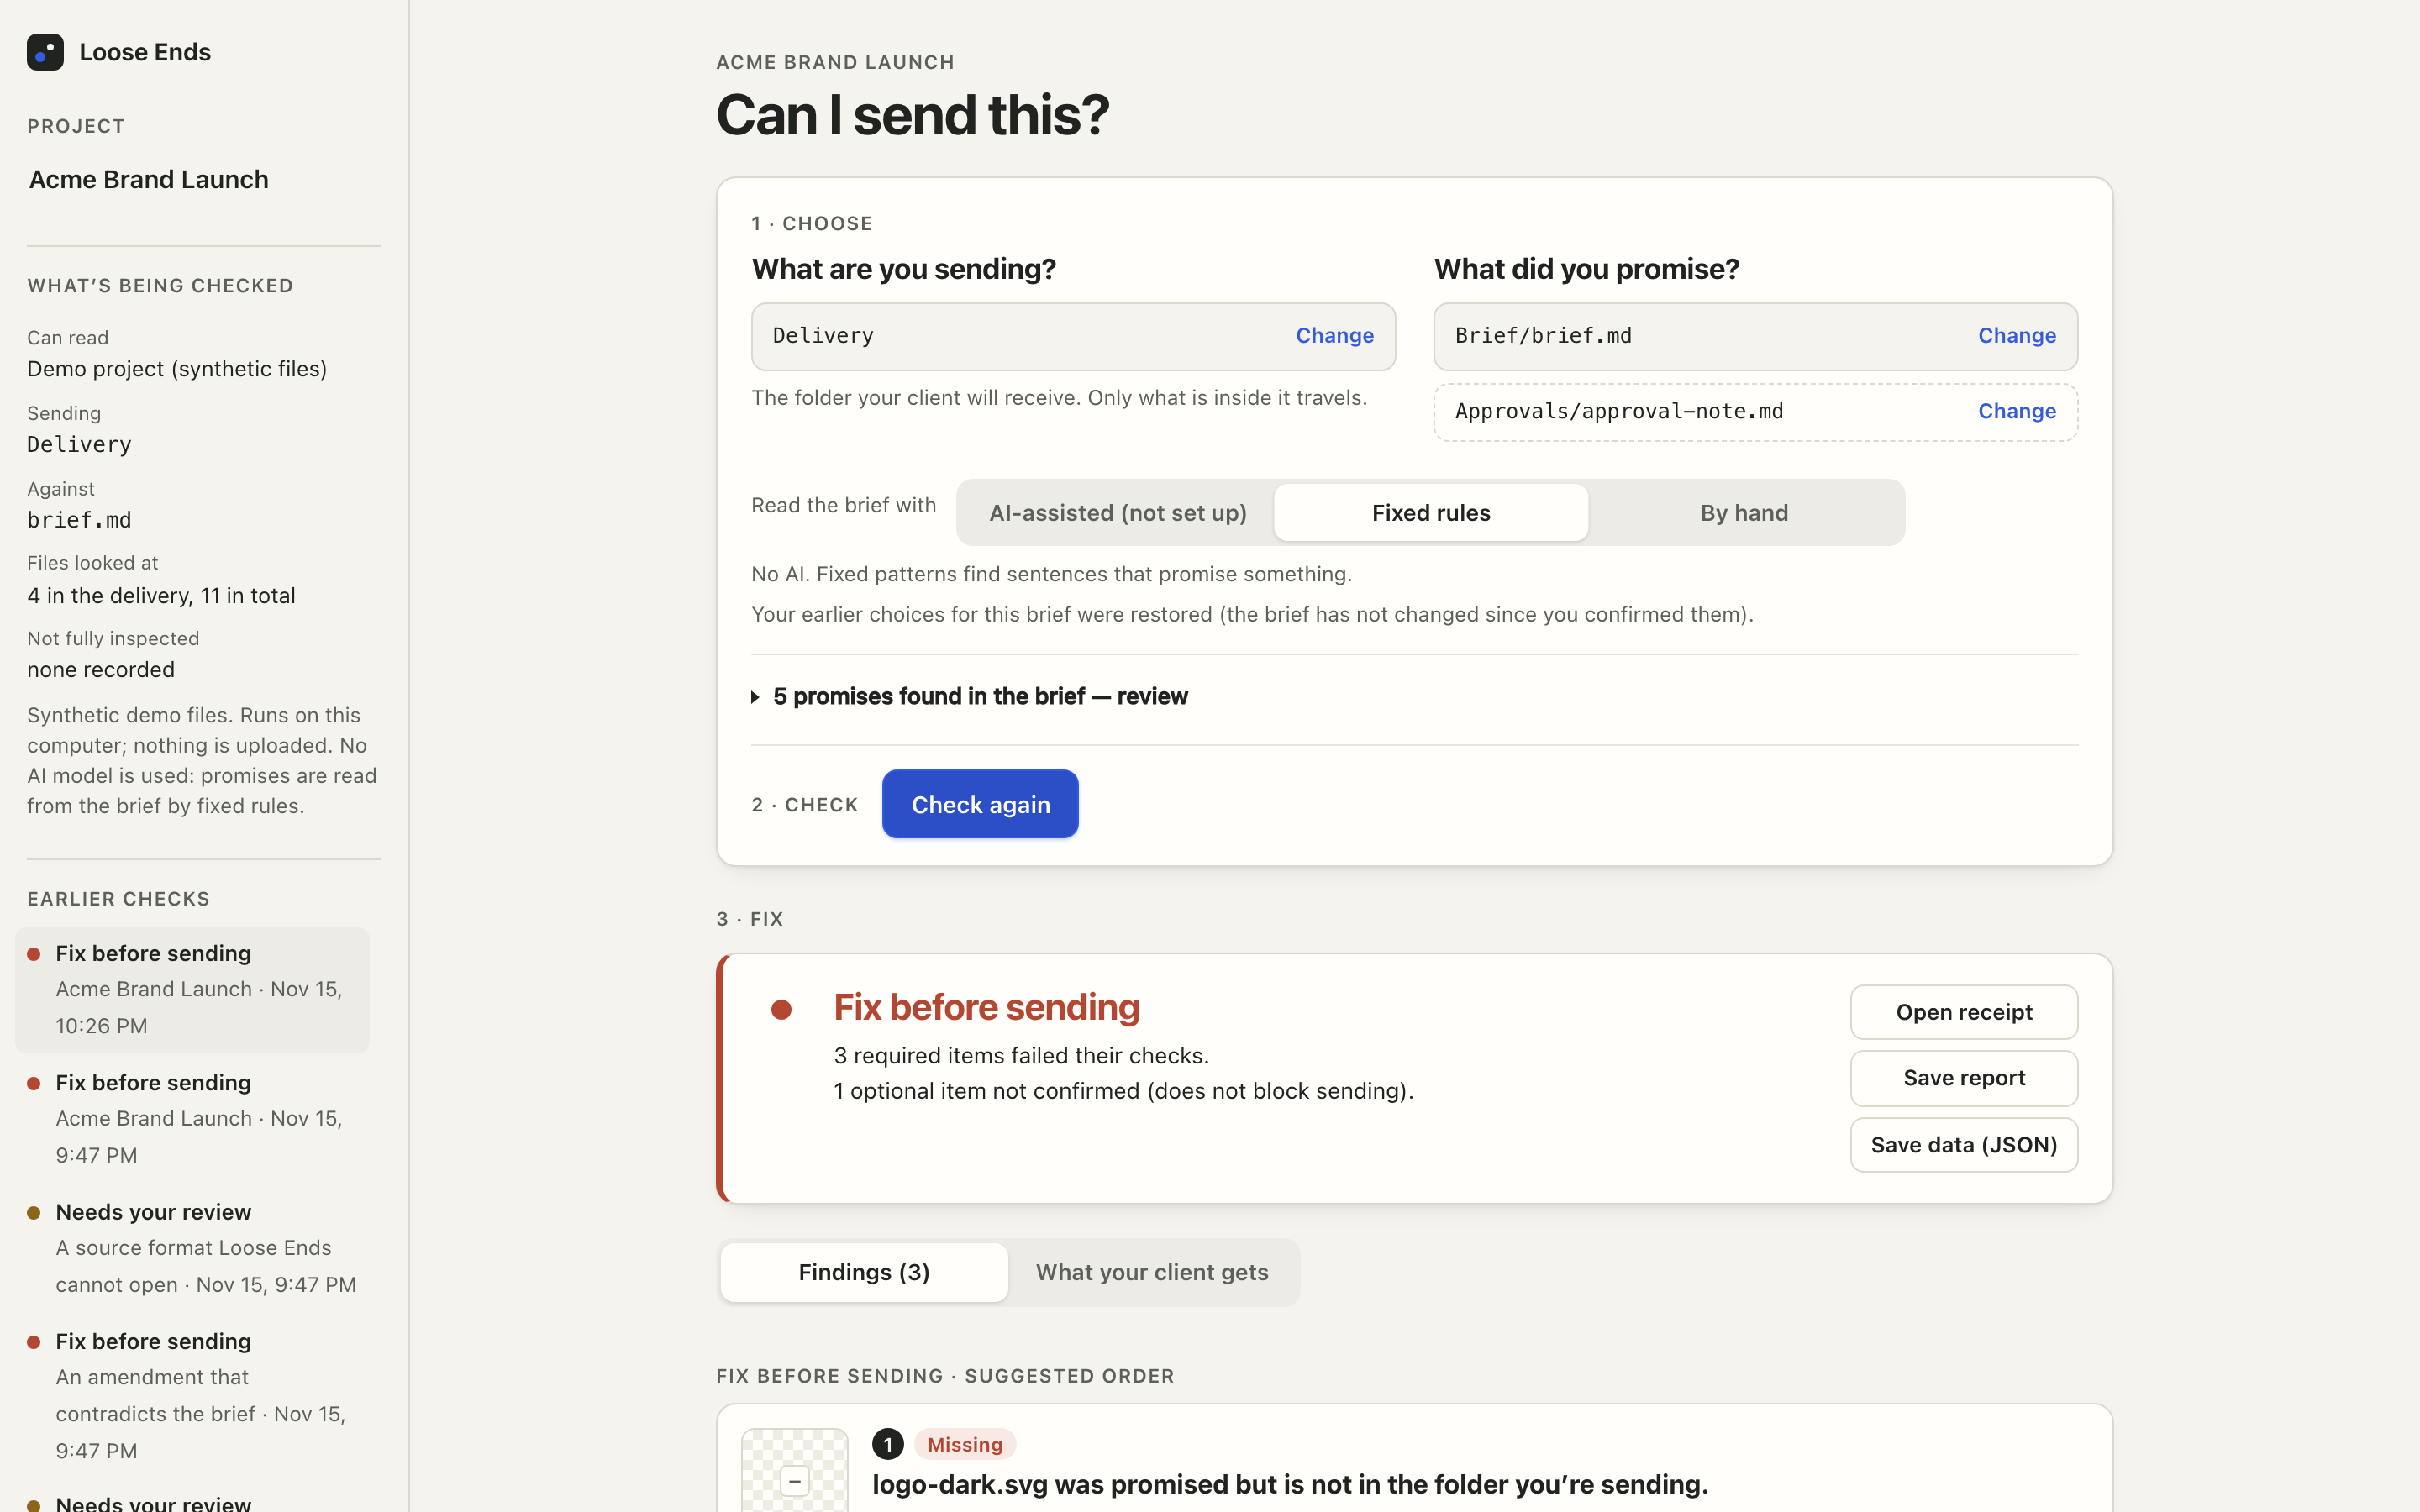 Loose Ends
PROJECT
Acme Brand Launch
WHAT’S BEING CHECKED
Can read
Demo project (synthetic files)
Sending
Delivery
Against
brief.md
Files looked at
4 in the delivery, 11 in total
Not fully inspected
none recorded
Synthetic demo files. Runs on this
computer; nothing is uploaded. No
AI model is used: promises are read
from the brief by fixed rules.
EARLIER CHECKS
Fix before sending
Acme Brand Launch · Nov 15,
10:26 PM
Fix before sending
Acme Brand Launch · Nov 15,
9:47 PM
Needs your review
A source format Loose Ends
cannot open · Nov 15, 9:47 PM
Fix before sending
An amendment that
contradicts the brief · Nov 15,
9:47 PM
Needs your review
ACME BRAND LAUNCH
Can I send this?
1 · CHOOSE
What are you sending?
Delivery Change
The folder your client will receive. Only what is inside it travels.
What did you promise?
Brief/brief.md Change
Approvals/approval-note.md Change
Read the brief with AI-assisted (not set up) Fixed rules By hand
No AI. Fixed patterns find sentences that promise something.
Your earlier choices for this brief were restored (the brief has not changed since you confirmed them).
5 promises found in the brief — review
2 · CHECK Check again
3 · FIX
Fix before sending
3 required items failed their checks.
1 optional item not confirmed (does not block sending).
Open receipt
Save report
Save data (JSON)
Findings (3) What your client gets
FIX BEFORE SENDING · SUGGESTED ORDER
1 Missing
logo-dark.svg was promised but is not in the folder you’re sending.